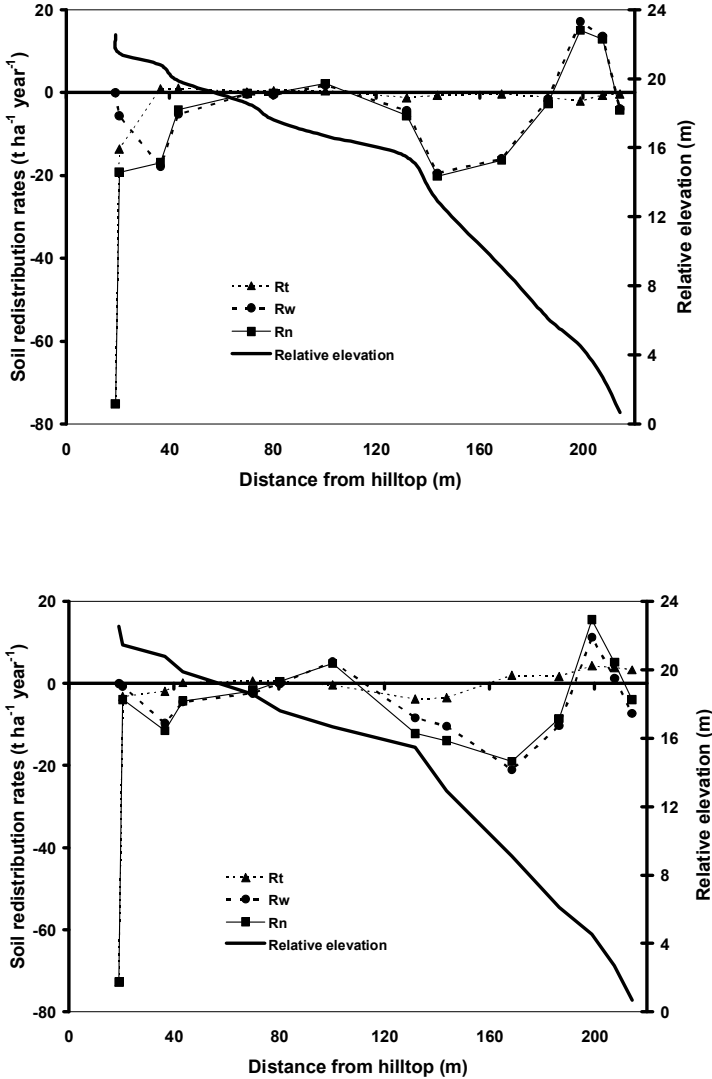 20
0
-20
-40
-60
-80
24
20
16
12
8
4
0
0
40
80
120
160
200
Soil redistribution rates (t ha⁻¹ year⁻¹)
Relative elevation (m)
Rt
Rw
Rn
Relative elevation
Distance from hilltop (m)
20
0
-20
-40
-60
-80
24
20
16
12
8
4
0
0
40
80
120
160
200
Soil redistribution rates (t ha⁻¹ year⁻¹)
Relative elevation (m)
Rt
Rw
Rn
Relative elevation
Distance from hilltop (m)